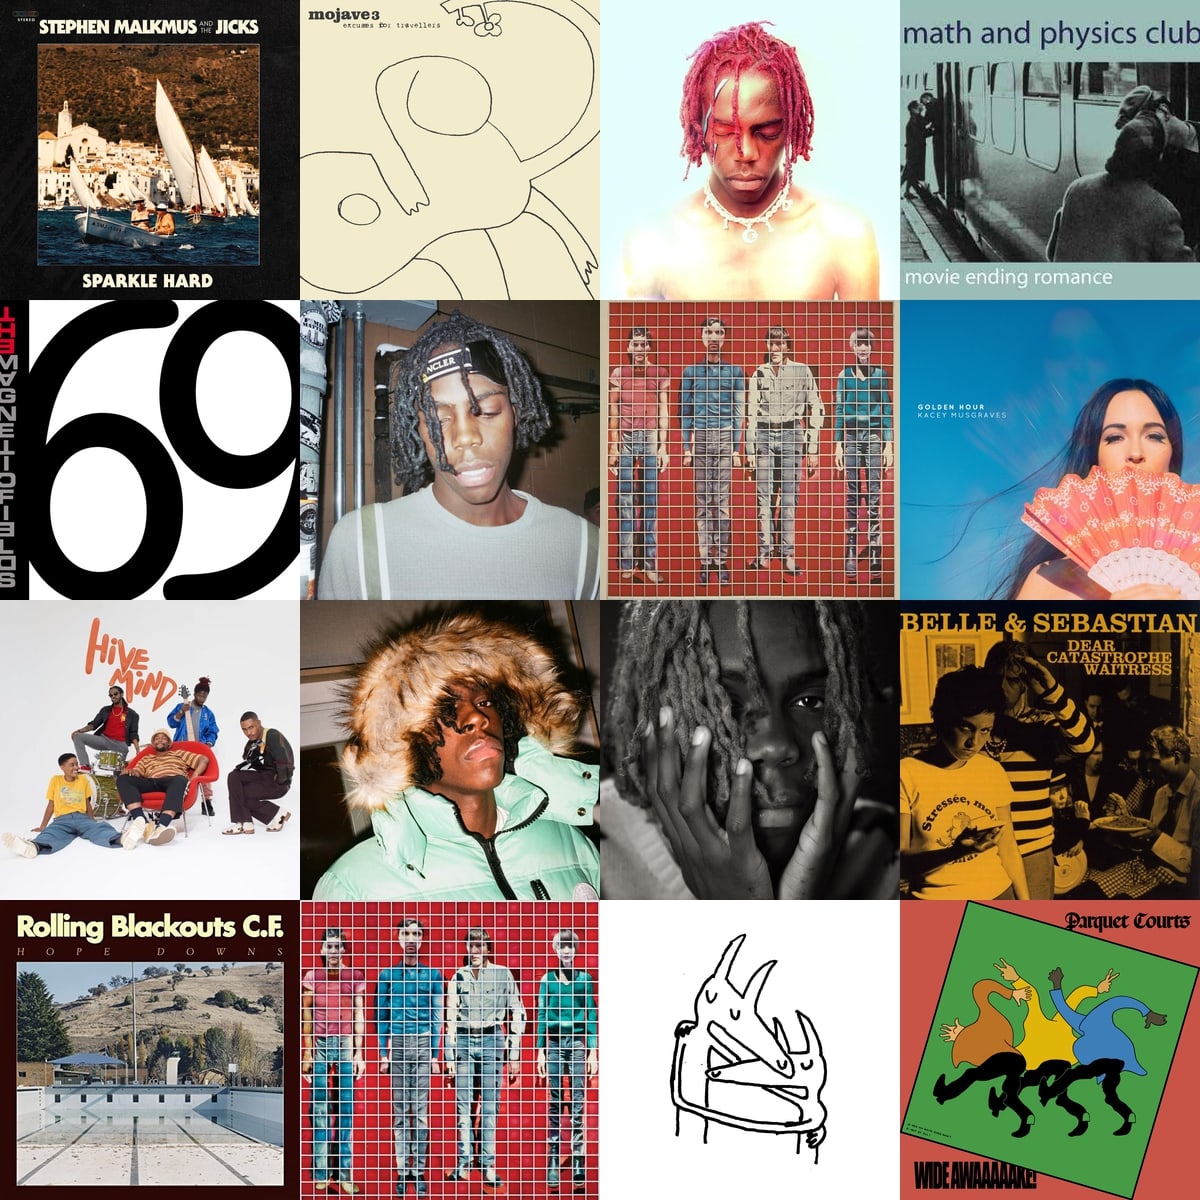 STEREO
STEPHEN MALKMUS AND THE JICKS
SPARKLE HARD
mojave3
excuses for travellers
math and physics club
movie ending romance
THE MAGNETIC FIELDS
69
NCLER
GOLDEN HOUR
KACEY MUSGRAVES
HIVE
MIND
BELLE & SEBASTIAN
DEAR
CATASTROPHE
WAITRESS
Stressée, moi
Rolling Blackouts C.F.
HOPE DOWNS
Parquet Courts
WIDE AWAAAAAKE!